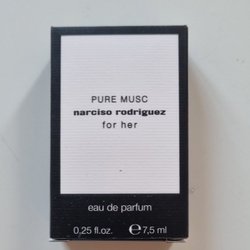 PURE MUSC
narciso rodriguez
for her
eau de parfum
0,25 fl.oz. ℮ 7,5 ml